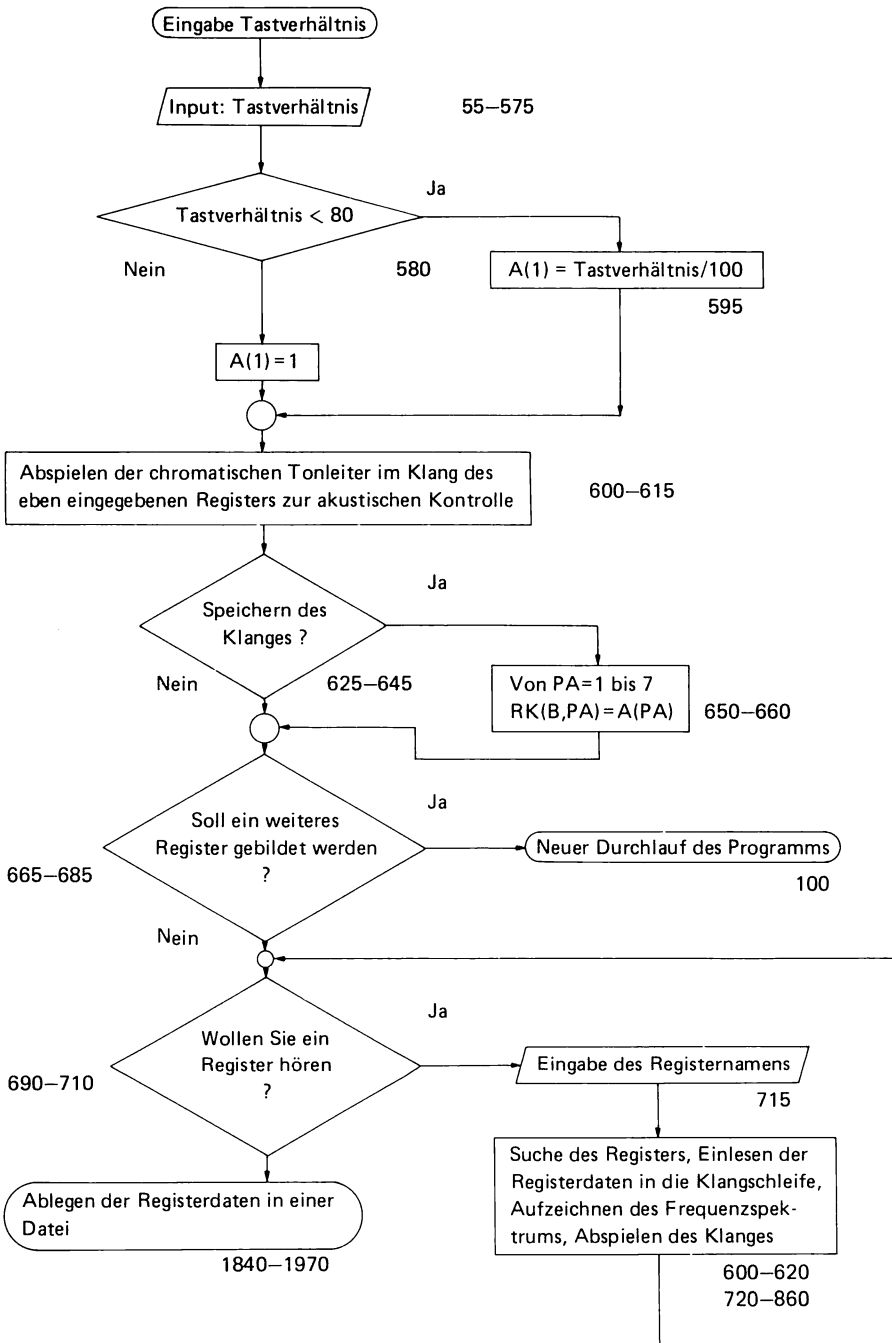 Eingabe Tastverhältnis
Input: Tastverhältnis
55–575
Ja
Tastverhältnis < 80
Nein
580
A(1) = Tastverhältnis/100
595
A(1) = 1
Abspielen der chromatischen Tonleiter im Klang des
eben eingegebenen Registers zur akustischen Kontrolle
600–615
Ja
Speichern des
Klanges ?
Nein
625–645
Von PA=1 bis 7
RK(B,PA)=A(PA)
650–660
Ja
Soll ein weiteres
Register gebildet werden
?
665–685
Neuer Durchlauf des Programms
100
Nein
Ja
Wollen Sie ein
Register hören
?
690–710
Eingabe des Registernamens
715
Suche des Registers, Einlesen der
Registerdaten in die Klangschleife,
Aufzeichnen des Frequenzspek-
trums, Abspielen des Klanges
600–620
720–860
Ablegen der Registerdaten in einer
Datei
1840–1970